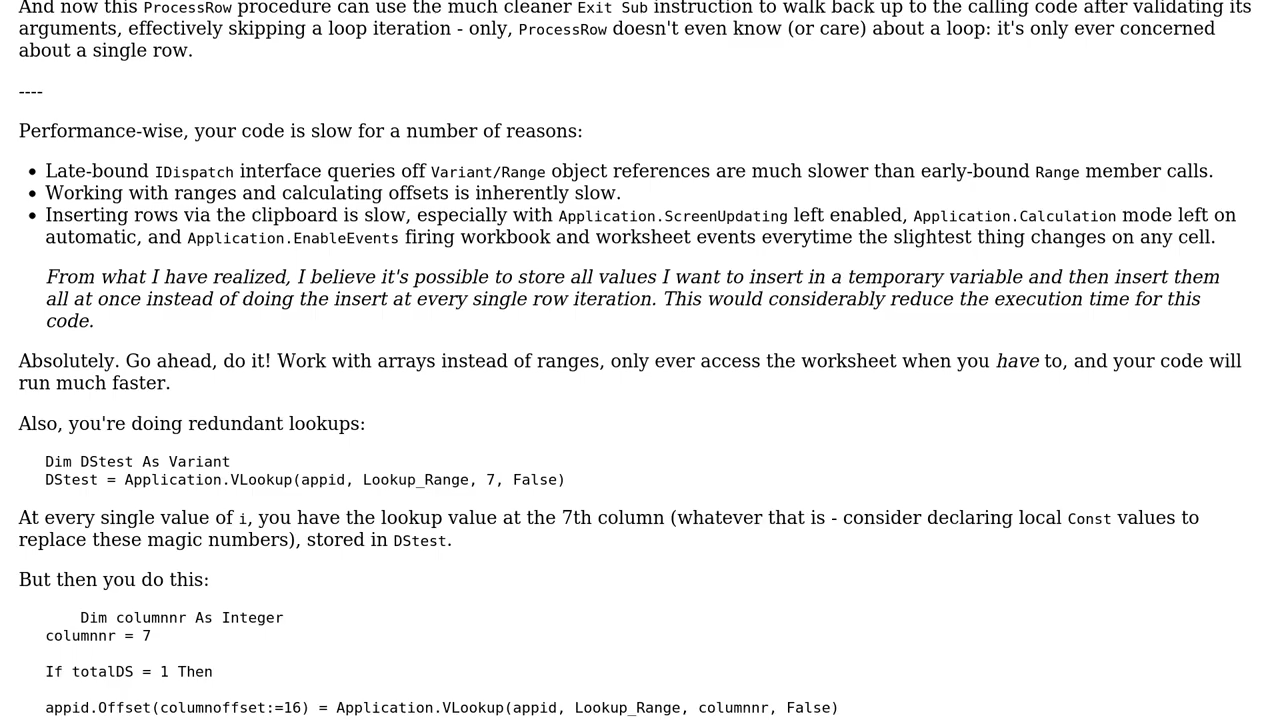 And now this ProcessRow procedure can use the much cleaner Exit Sub instruction to walk back up to the calling code after validating its
arguments, effectively skipping a loop iteration - only, ProcessRow doesn't even know (or care) about a loop: it's only ever concerned
about a single row.
----
Performance-wise, your code is slow for a number of reasons:
• Late-bound IDispatch interface queries off Variant/Range object references are much slower than early-bound Range member calls.
• Working with ranges and calculating offsets is inherently slow.
• Inserting rows via the clipboard is slow, especially with Application.ScreenUpdating left enabled, Application.Calculation mode left on
automatic, and Application.EnableEvents firing workbook and worksheet events everytime the slightest thing changes on any cell.
From what I have realized, I believe it's possible to store all values I want to insert in a temporary variable and then insert them
all at once instead of doing the insert at every single row iteration. This would considerably reduce the execution time for this
code.
Absolutely. Go ahead, do it! Work with arrays instead of ranges, only ever access the worksheet when you have to, and your code will
run much faster.
Also, you're doing redundant lookups:
Dim DStest As Variant
DStest = Application.VLookup(appid, Lookup_Range, 7, False)
At every single value of i, you have the lookup value at the 7th column (whatever that is - consider declaring local Const values to
replace these magic numbers), stored in DStest.
But then you do this:
Dim columnnr As Integer
columnnr = 7
If totalDS = 1 Then
appid.Offset(columnoffset:=16) = Application.VLookup(appid, Lookup_Range, columnnr, False)